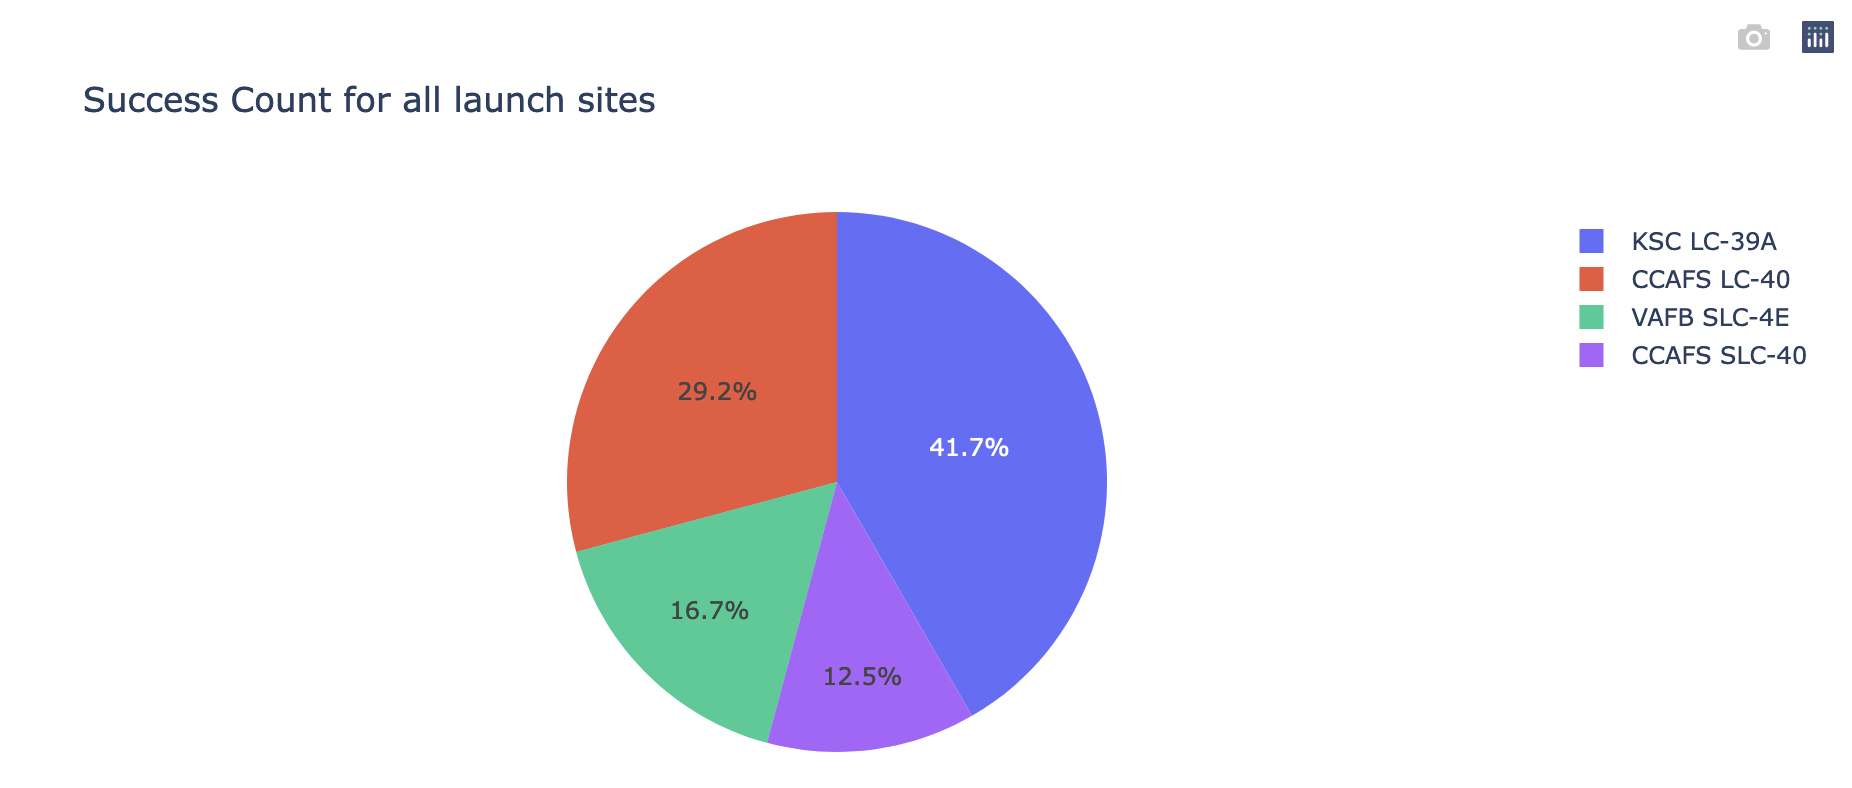 Success Count for all launch sites
KSC LC-39A
CCAFS LC-40
VAFB SLC-4E
CCAFS SLC-40
29.2%
41.7%
16.7%
12.5%